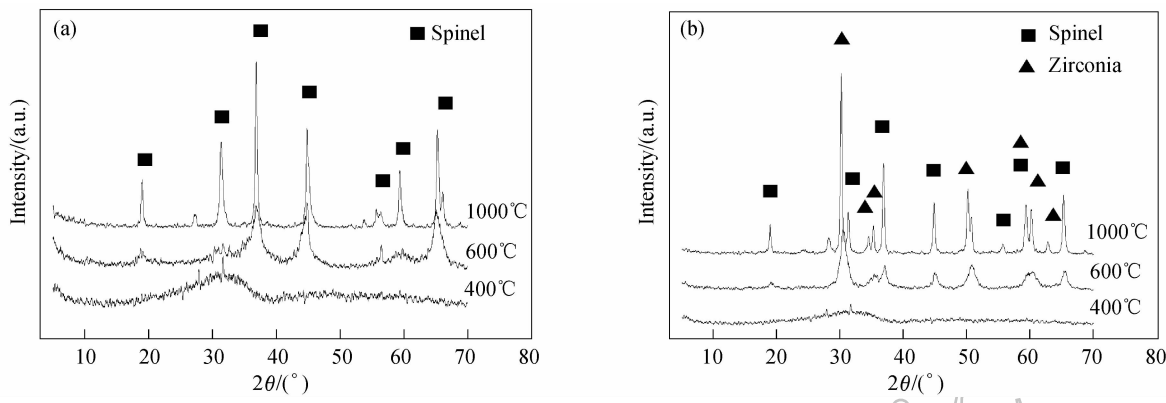 (a)
■ Spinel
Intensity/(a.u.)
1000℃
600℃
400℃
10 20 30 40 50 60 70 80
2θ/(°)
(b)
■ Spinel
▲ Zirconia
Intensity/(a.u.)
1000℃
600℃
400℃
10 20 30 40 50 60 70 80
2θ/(°)